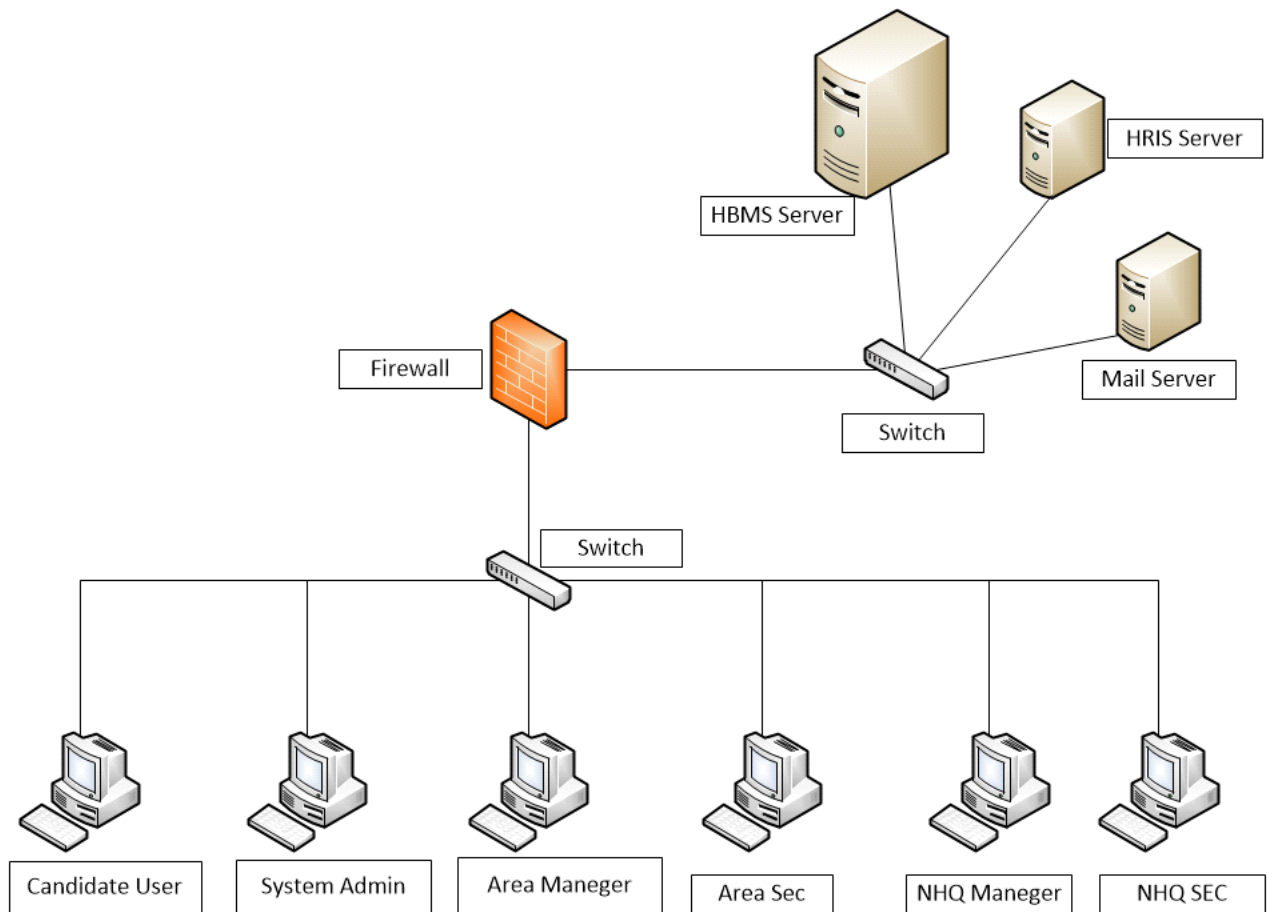 HRIS Server
HBMS Server
Firewall
Mail Server
Switch
Switch
Candidate User
System Admin
Area Maneger
Area Sec
NHQ Maneger
NHQ SEC